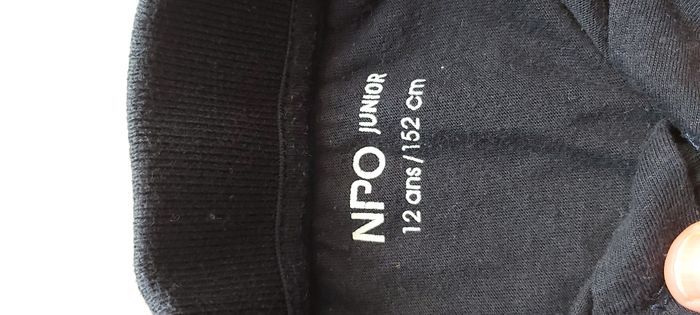 NPO JUNIOR
12 ans / 152 cm